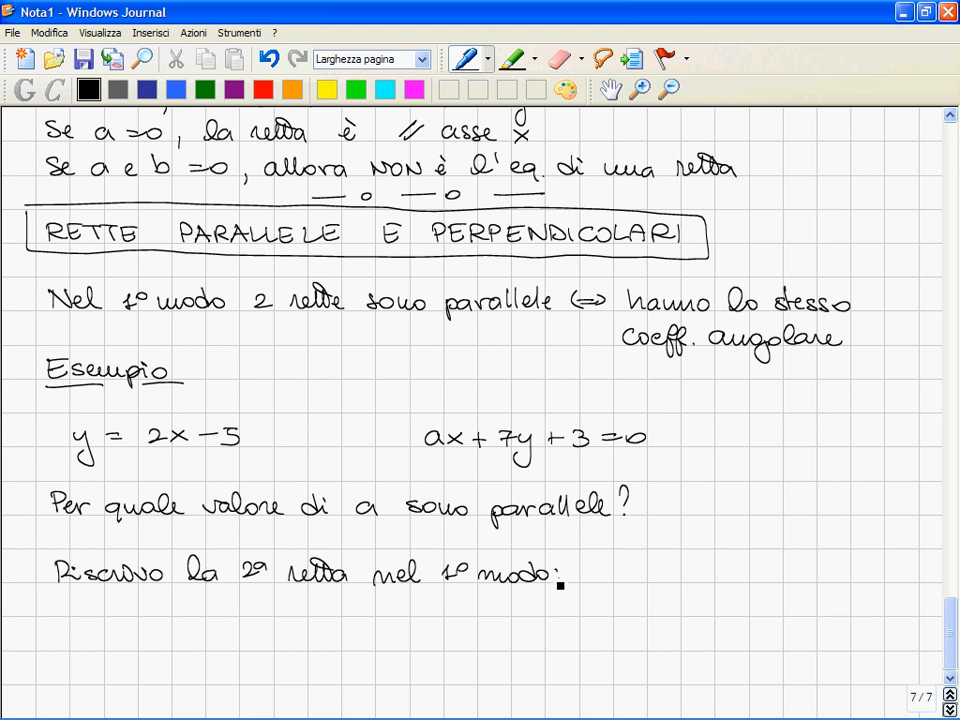 Nota1 - Windows Journal
File Modifica Visualizza Inserisci Azioni Strumenti ?
Larghezza pagina
G C
Se a = 0, la retta è // asse x
Se a e b = 0, allora NON è l'eq. di una retta
RETTE PARALLELE E PERPENDICOLARI
Nel 1º modo 2 rette sono parallele <=> hanno lo stesso
coeff. angolare
Esempio
y = 2x - 5 ax + 7y + 3 = 0
Per quale valore di a sono parallele?
Riscrivo la 2ª retta nel 1º modo:
7 / 7